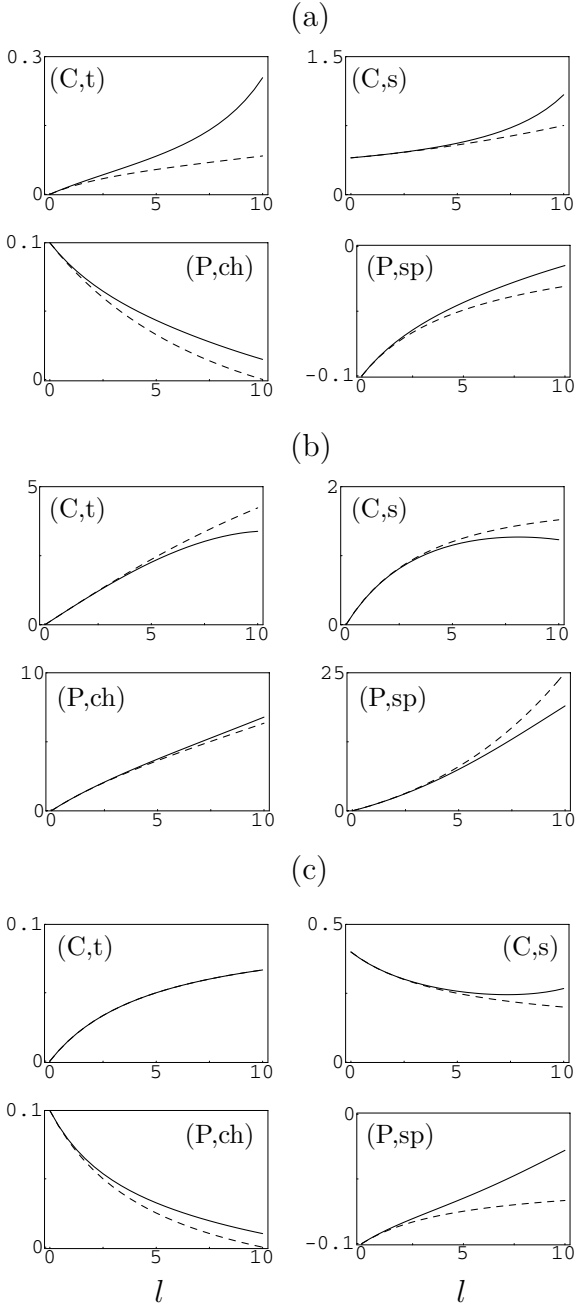 (a)
0.3 (C,t) 0 0 5 10
1.5 (C,s) 0 0 5 10
0.1 (P,ch) 0 0 5 10
0 (P,sp) -0.1 0 5 10
(b)
5 (C,t) 0 0 5 10
2 (C,s) 0 0 5 10
10 (P,ch) 0 0 5 10
25 (P,sp) 0 0 5 10
(c)
0.1 (C,t) 0 0 5 10
0.5 (C,s) 0 0 5 10
0.1 (P,ch) 0 0 5 10
0 (P,sp) -0.1 0 5 10
l l